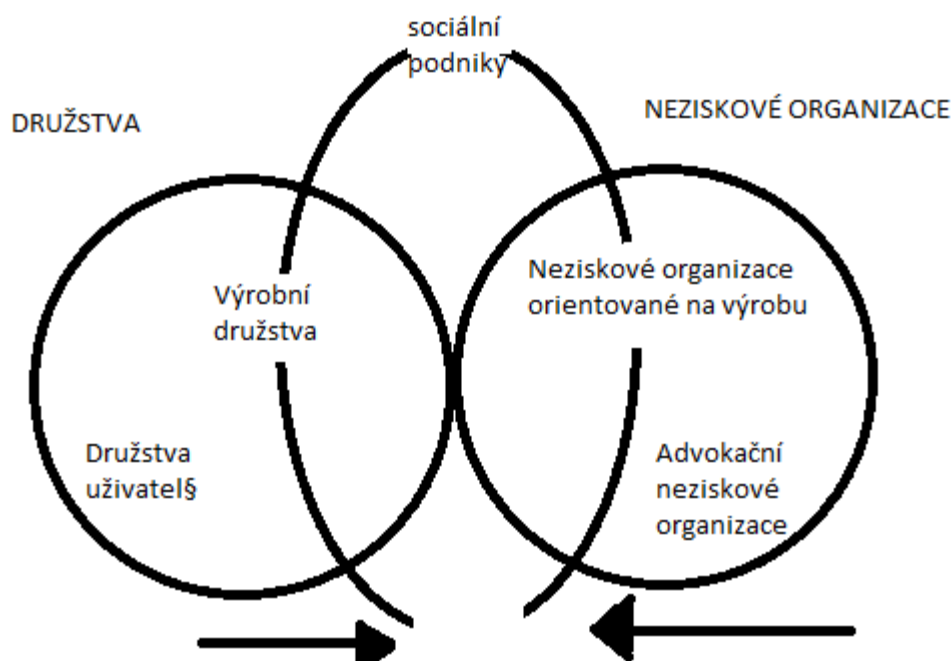 sociální
podniky
DRUŽSTVA
NEZISKOVÉ ORGANIZACE
Výrobní
družstva
Neziskové organizace
orientované na výrobu
Družstva
uživatel§
Advokační
neziskové
organizace